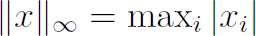 ‖x‖∞ = maxᵢ |xᵢ|